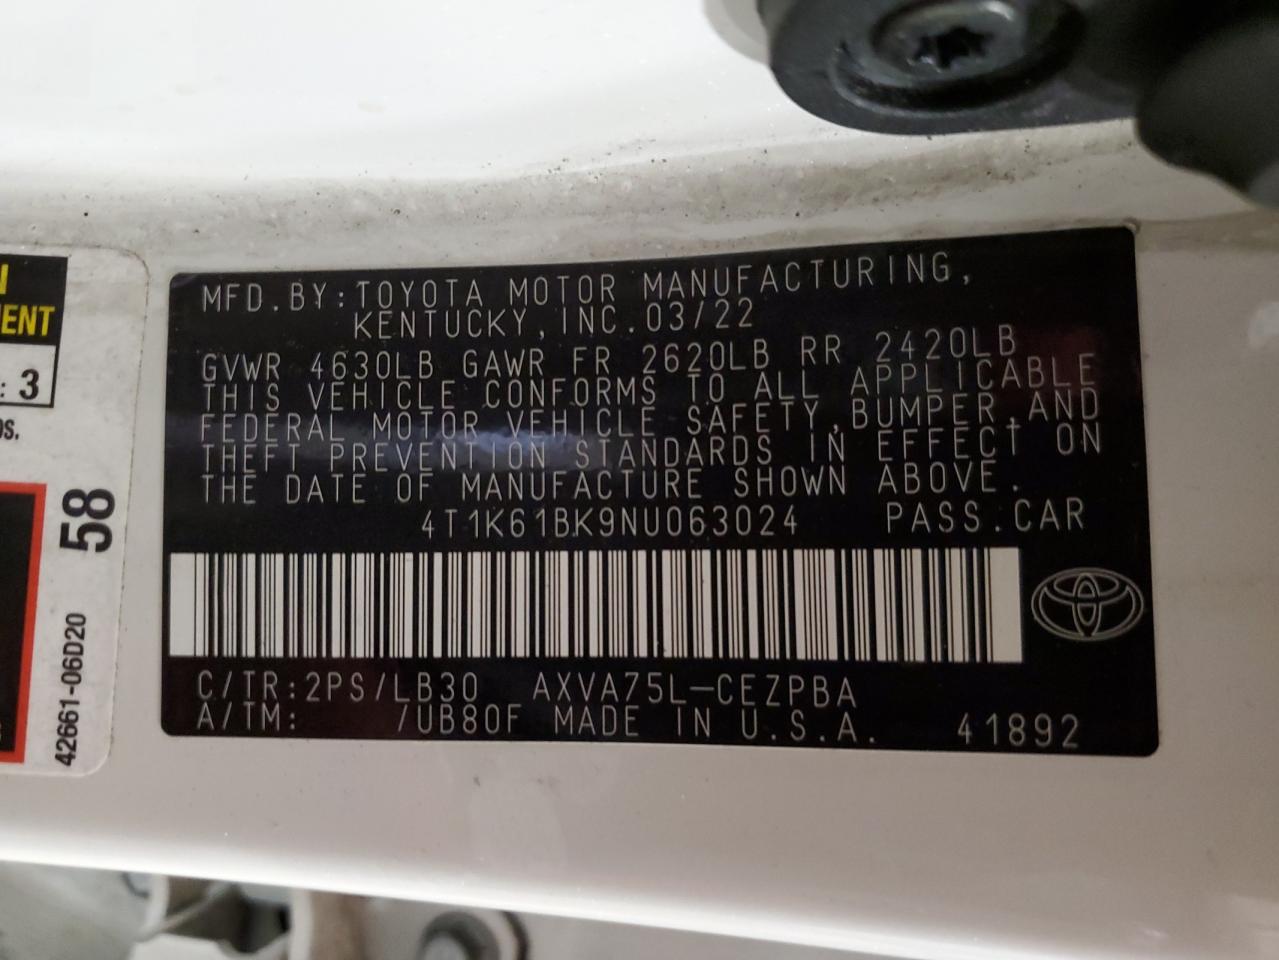 MFD.BY:TOYOTA MOTOR MANUFACTURING,
KENTUCKY,INC.03/22
GVWR 4630LB GAWR FR 2620LB RR 2420LB
THIS VEHICLE CONFORMS TO ALL APPLICABLE
FEDERAL MOTOR VEHICLE SAFETY,BUMPER,AND
THEFT PREVENTION STANDARDS IN EFFECT ON
THE DATE OF MANUFACTURE SHOWN ABOVE.
4T1K61BK9NU063024 PASS.CAR
C/TR:2PS/LB30 AXVA75L-CEZPBA
A/TM: /UB80F MADE IN U.S.A. 41892
: 3
58
42661-06D20